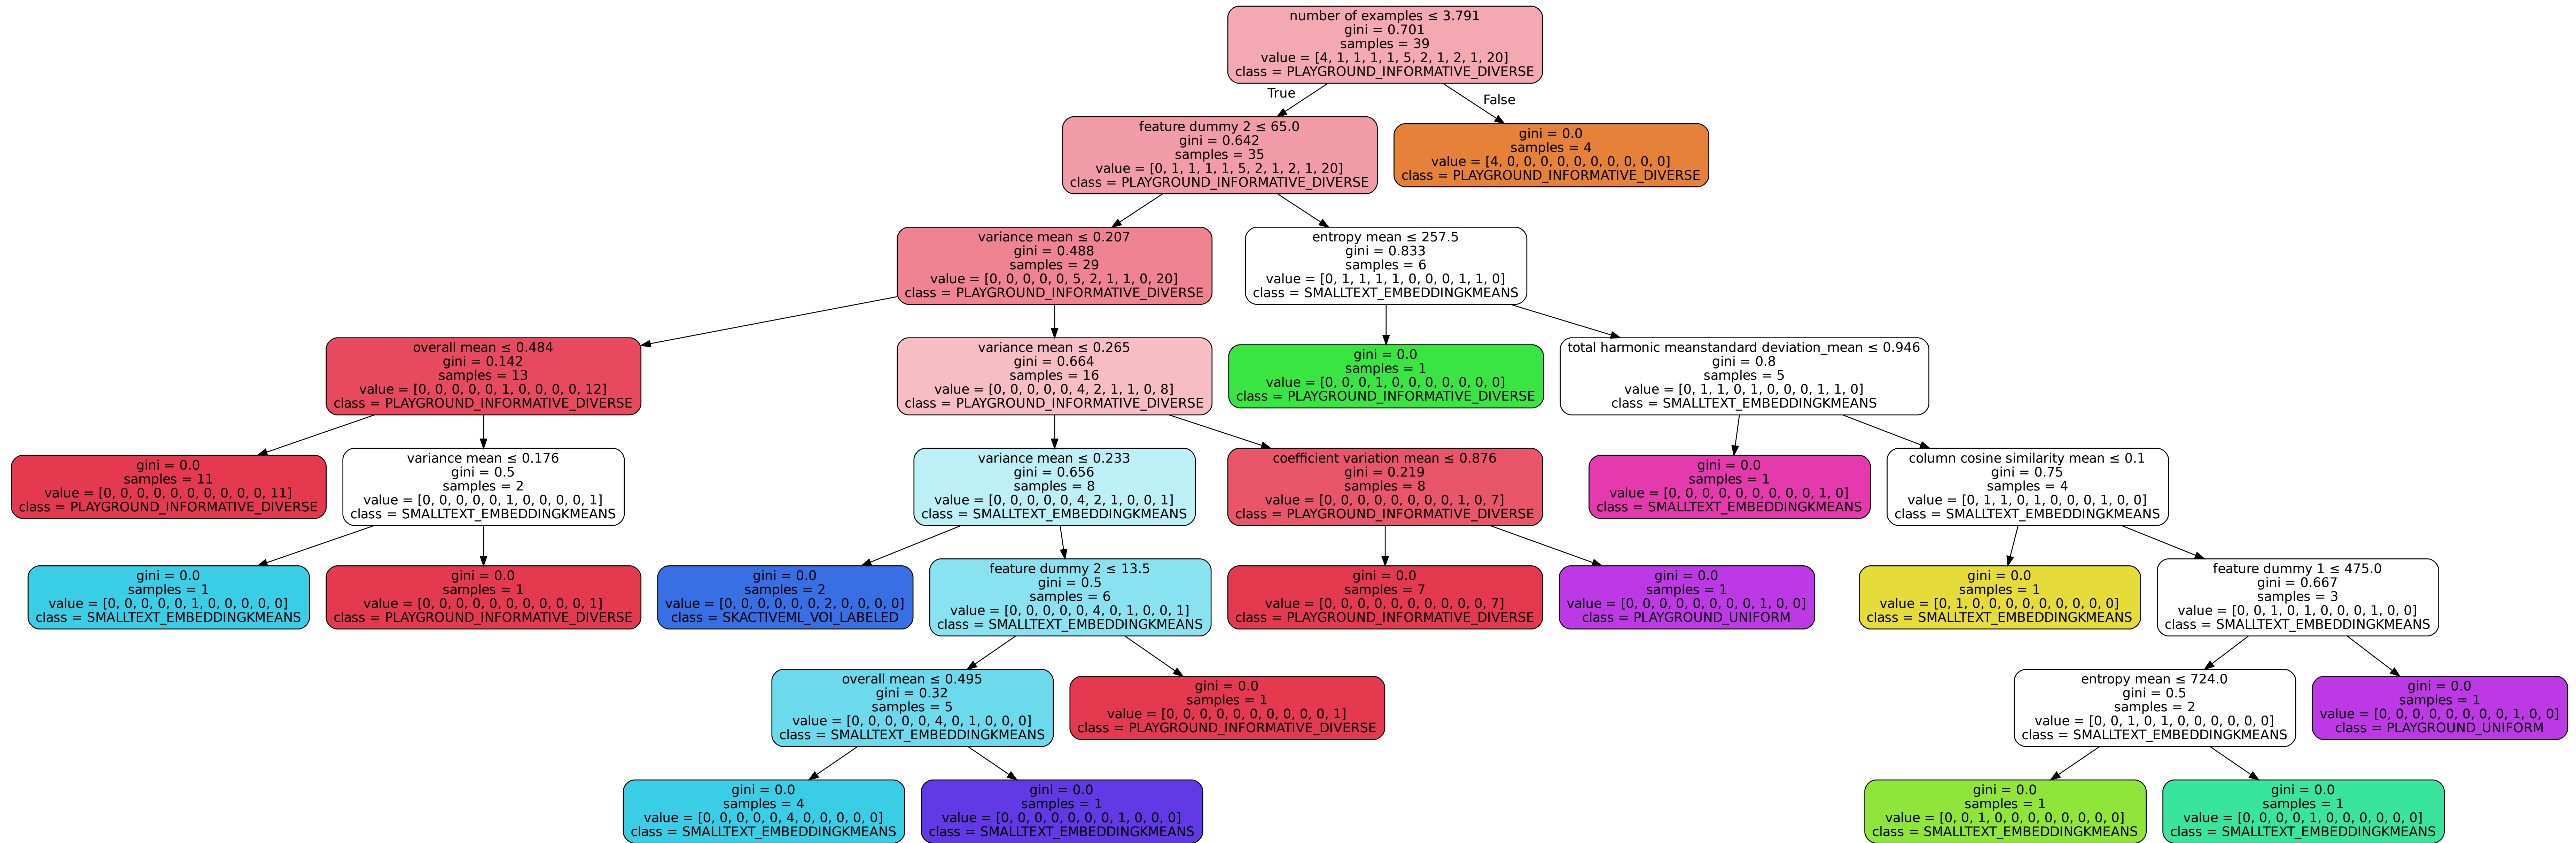 number of examples ≤ 3.791
gini = 0.701
samples = 39
value = [4, 1, 1, 1, 1, 5, 2, 1, 2, 1, 20]
class = PLAYGROUND_INFORMATIVE_DIVERSE
True
False
feature dummy 2 ≤ 65.0
gini = 0.642
samples = 35
value = [0, 1, 1, 1, 1, 5, 2, 1, 2, 1, 20]
class = PLAYGROUND_INFORMATIVE_DIVERSE
gini = 0.0
samples = 4
value = [4, 0, 0, 0, 0, 0, 0, 0, 0, 0, 0]
class = PLAYGROUND_INFORMATIVE_DIVERSE
variance mean ≤ 0.207
gini = 0.488
samples = 29
value = [0, 0, 0, 0, 0, 5, 2, 1, 1, 0, 20]
class = PLAYGROUND_INFORMATIVE_DIVERSE
entropy mean ≤ 257.5
gini = 0.833
samples = 6
value = [0, 1, 1, 1, 1, 0, 0, 0, 1, 1, 0]
class = SMALLTEXT_EMBEDDINGKMEANS
overall mean ≤ 0.484
gini = 0.142
samples = 13
value = [0, 0, 0, 0, 0, 1, 0, 0, 0, 0, 12]
class = PLAYGROUND_INFORMATIVE_DIVERSE
variance mean ≤ 0.265
gini = 0.664
samples = 16
value = [0, 0, 0, 0, 0, 4, 2, 1, 1, 0, 8]
class = PLAYGROUND_INFORMATIVE_DIVERSE
gini = 0.0
samples = 1
value = [0, 0, 0, 1, 0, 0, 0, 0, 0, 0, 0]
class = PLAYGROUND_INFORMATIVE_DIVERSE
total harmonic meanstandard deviation_mean ≤ 0.946
gini = 0.8
samples = 5
value = [0, 1, 1, 0, 1, 0, 0, 0, 1, 1, 0]
class = SMALLTEXT_EMBEDDINGKMEANS
gini = 0.0
samples = 11
value = [0, 0, 0, 0, 0, 0, 0, 0, 0, 0, 11]
class = PLAYGROUND_INFORMATIVE_DIVERSE
variance mean ≤ 0.176
gini = 0.5
samples = 2
value = [0, 0, 0, 0, 0, 1, 0, 0, 0, 0, 1]
class = SMALLTEXT_EMBEDDINGKMEANS
variance mean ≤ 0.233
gini = 0.656
samples = 8
value = [0, 0, 0, 0, 0, 4, 2, 1, 0, 0, 1]
class = SMALLTEXT_EMBEDDINGKMEANS
coefficient variation mean ≤ 0.876
gini = 0.219
samples = 8
value = [0, 0, 0, 0, 0, 0, 0, 0, 1, 0, 7]
class = PLAYGROUND_INFORMATIVE_DIVERSE
gini = 0.0
samples = 1
value = [0, 0, 0, 0, 0, 0, 0, 0, 0, 1, 0]
class = SMALLTEXT_EMBEDDINGKMEANS
column cosine similarity mean ≤ 0.1
gini = 0.75
samples = 4
value = [0, 1, 1, 0, 1, 0, 0, 0, 1, 0, 0]
class = SMALLTEXT_EMBEDDINGKMEANS
gini = 0.0
samples = 1
value = [0, 0, 0, 0, 0, 1, 0, 0, 0, 0, 0]
class = SMALLTEXT_EMBEDDINGKMEANS
gini = 0.0
samples = 1
value = [0, 0, 0, 0, 0, 0, 0, 0, 0, 0, 1]
class = PLAYGROUND_INFORMATIVE_DIVERSE
gini = 0.0
samples = 2
value = [0, 0, 0, 0, 0, 0, 2, 0, 0, 0, 0]
class = SKACTIVEML_VOI_LABELED
feature dummy 2 ≤ 13.5
gini = 0.5
samples = 6
value = [0, 0, 0, 0, 0, 4, 0, 1, 0, 0, 1]
class = SMALLTEXT_EMBEDDINGKMEANS
gini = 0.0
samples = 7
value = [0, 0, 0, 0, 0, 0, 0, 0, 0, 0, 7]
class = PLAYGROUND_INFORMATIVE_DIVERSE
gini = 0.0
samples = 1
value = [0, 0, 0, 0, 0, 0, 0, 0, 1, 0, 0]
class = PLAYGROUND_UNIFORM
gini = 0.0
samples = 1
value = [0, 1, 0, 0, 0, 0, 0, 0, 0, 0, 0]
class = SMALLTEXT_EMBEDDINGKMEANS
feature dummy 1 ≤ 475.0
gini = 0.667
samples = 3
value = [0, 0, 1, 0, 1, 0, 0, 0, 1, 0, 0]
class = SMALLTEXT_EMBEDDINGKMEANS
overall mean ≤ 0.495
gini = 0.32
samples = 5
value = [0, 0, 0, 0, 0, 4, 0, 1, 0, 0, 0]
class = SMALLTEXT_EMBEDDINGKMEANS
gini = 0.0
samples = 1
value = [0, 0, 0, 0, 0, 0, 0, 0, 0, 0, 1]
class = PLAYGROUND_INFORMATIVE_DIVERSE
entropy mean ≤ 724.0
gini = 0.5
samples = 2
value = [0, 0, 1, 0, 1, 0, 0, 0, 0, 0, 0]
class = SMALLTEXT_EMBEDDINGKMEANS
gini = 0.0
samples = 1
value = [0, 0, 0, 0, 0, 0, 0, 0, 1, 0, 0]
class = PLAYGROUND_UNIFORM
gini = 0.0
samples = 4
value = [0, 0, 0, 0, 0, 4, 0, 0, 0, 0, 0]
class = SMALLTEXT_EMBEDDINGKMEANS
gini = 0.0
samples = 1
value = [0, 0, 0, 0, 0, 0, 0, 1, 0, 0, 0]
class = SMALLTEXT_EMBEDDINGKMEANS
gini = 0.0
samples = 1
value = [0, 0, 1, 0, 0, 0, 0, 0, 0, 0, 0]
class = SMALLTEXT_EMBEDDINGKMEANS
gini = 0.0
samples = 1
value = [0, 0, 0, 0, 1, 0, 0, 0, 0, 0, 0]
class = SMALLTEXT_EMBEDDINGKMEANS